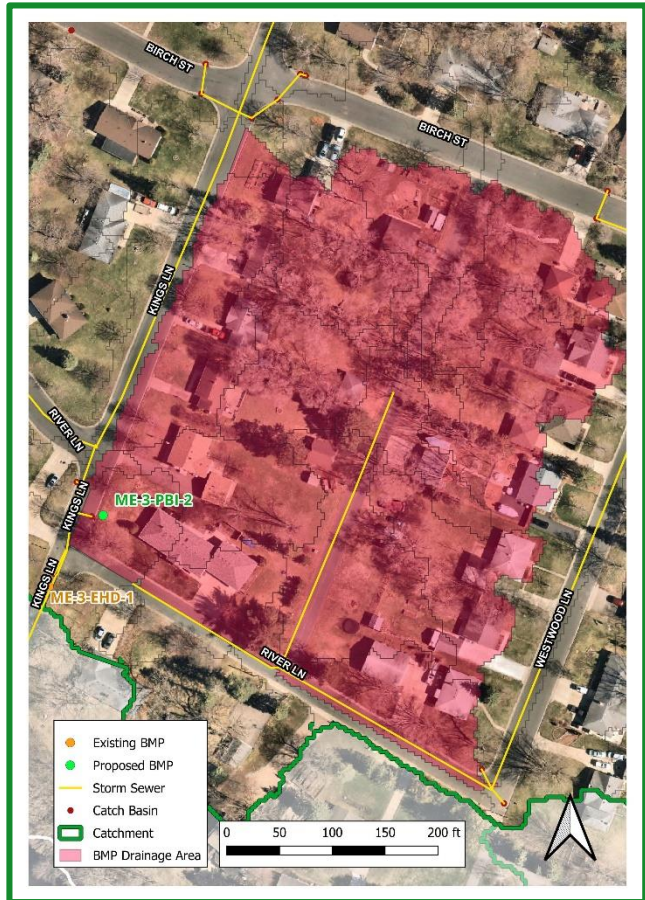 BIRCH ST
BIRCH ST
KINGS LN
RIVER LN
KINGS LN
ME-3-PBI-2
KINGS LN
ME-3-EHD-1
RIVER LN
WESTWOOD LN
Existing BMP
Proposed BMP
Storm Sewer
Catch Basin
Catchment
BMP Drainage Area
0 50 100 150 200 ft